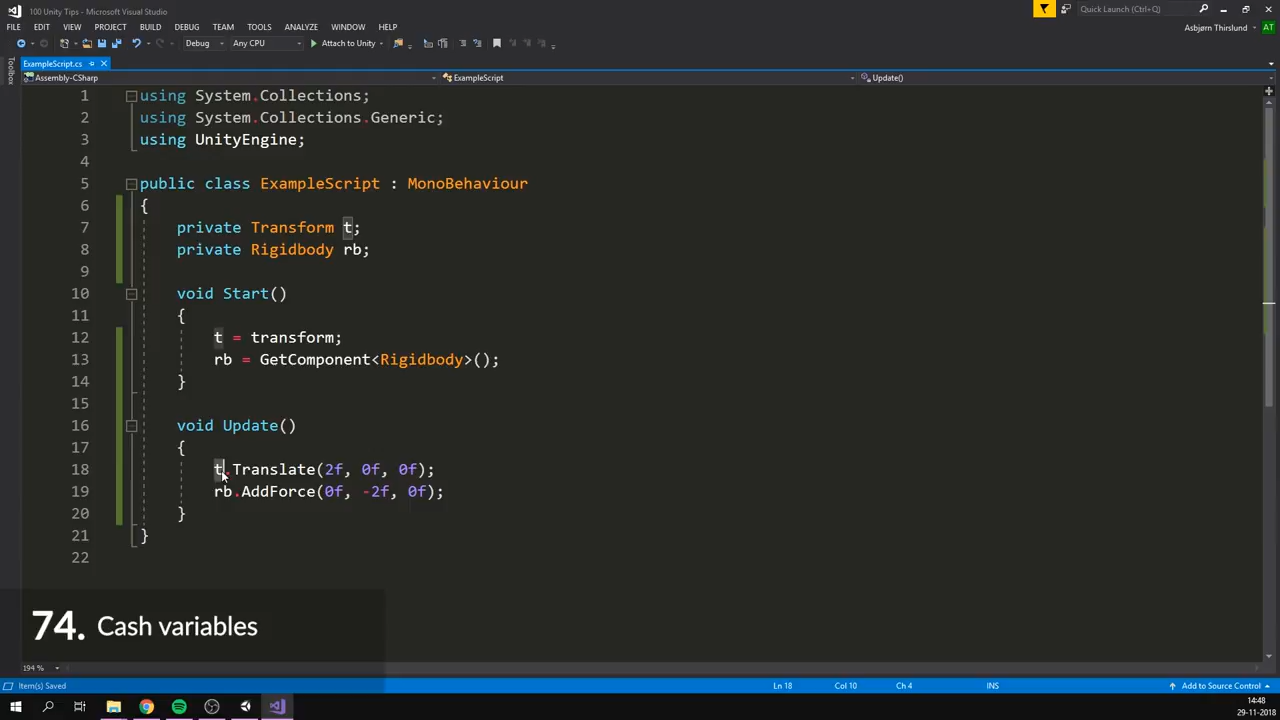 100 Unity Tips - Microsoft Visual Studio
Quick Launch (Ctrl+Q)
FILE EDIT VIEW PROJECT BUILD DEBUG TEAM TOOLS ANALYZE WINDOW HELP
Asbjørn Thirslund AT
Debug Any CPU Attach to Unity
Toolbox
ExampleScript.cs
Assembly-CSharp ExampleScript Update()
1 using System.Collections;
2 using System.Collections.Generic;
3 using UnityEngine;
4
5 public class ExampleScript : MonoBehaviour
6 {
7 private Transform t;
8 private Rigidbody rb;
9
10 void Start()
11 {
12 t = transform;
13 rb = GetComponent<Rigidbody>();
14 }
15
16 void Update()
17 {
18 t.Translate(2f, 0f, 0f);
19 rb.AddForce(0f, -2f, 0f);
20 }
21 }
22
74. Cash variables
194 %
Item(s) Saved Ln 18 Col 10 Ch 4 INS Add to Source Control
14:48
29-11-2018